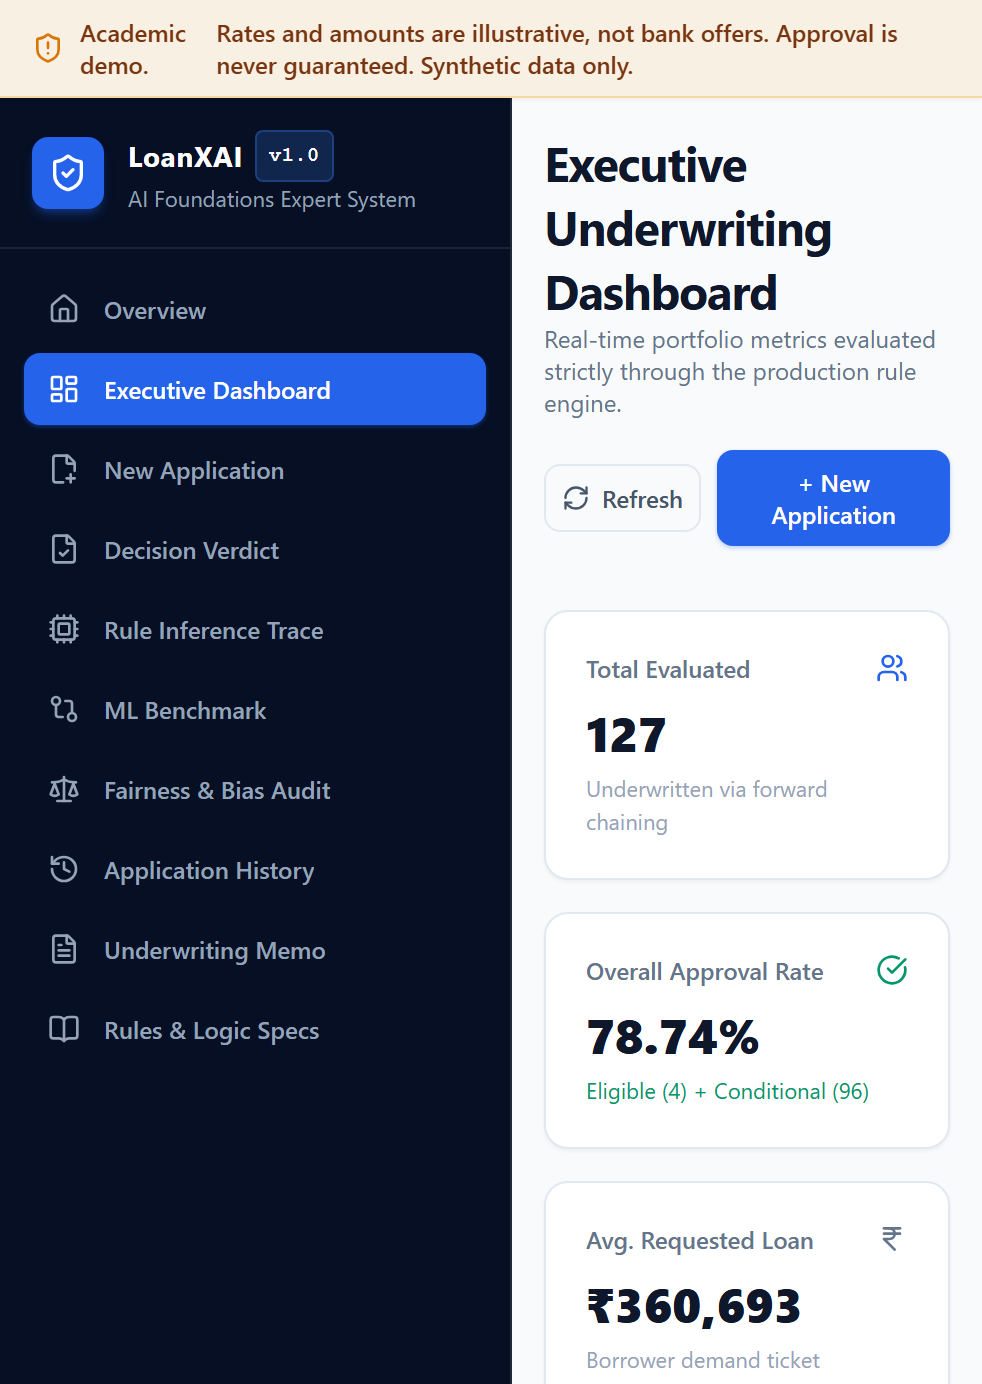 Academic demo.
Rates and amounts are illustrative, not bank offers. Approval is
never guaranteed. Synthetic data only.
LoanXAI v1.0
AI Foundations Expert System
Overview
Executive Dashboard
New Application
Decision Verdict
Rule Inference Trace
ML Benchmark
Fairness & Bias Audit
Application History
Underwriting Memo
Rules & Logic Specs
Executive
Underwriting
Dashboard
Real-time portfolio metrics evaluated
strictly through the production rule
engine.
Refresh
+ New
Application
Total Evaluated
127
Underwritten via forward
chaining
Overall Approval Rate
78.74%
Eligible (4) + Conditional (96)
Avg. Requested Loan
₹360,693
Borrower demand ticket